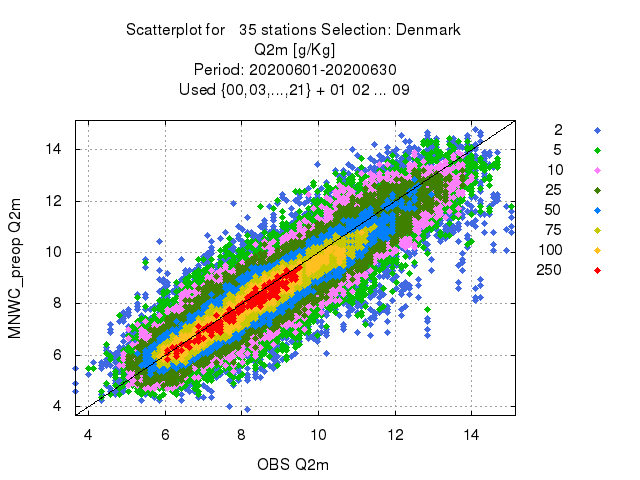 Scatterplot for   35 stations Selection: Denmark
Q2m [g/Kg]
Period: 20200601-20200630
Used {00,03,...,21} + 01 02 ... 09
2
5
10
25
50
75
100
250
14
12
10
8
6
4
MNWC_preop Q2m
4 6 8 10 12 14
OBS Q2m